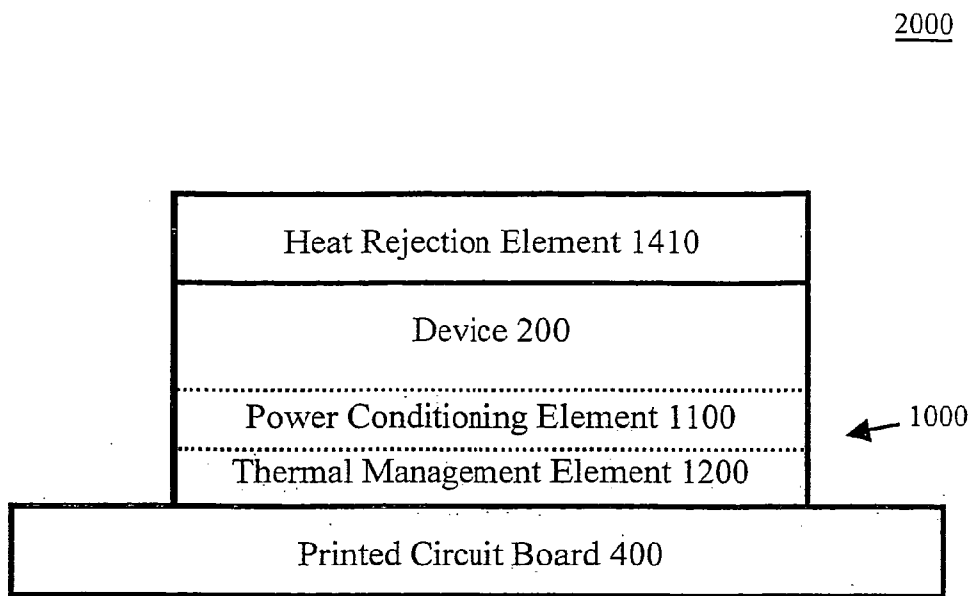 2000
Heat Rejection Element 1410
Device 200
Power Conditioning Element 1100
1000
Thermal Management Element 1200
Printed Circuit Board 400